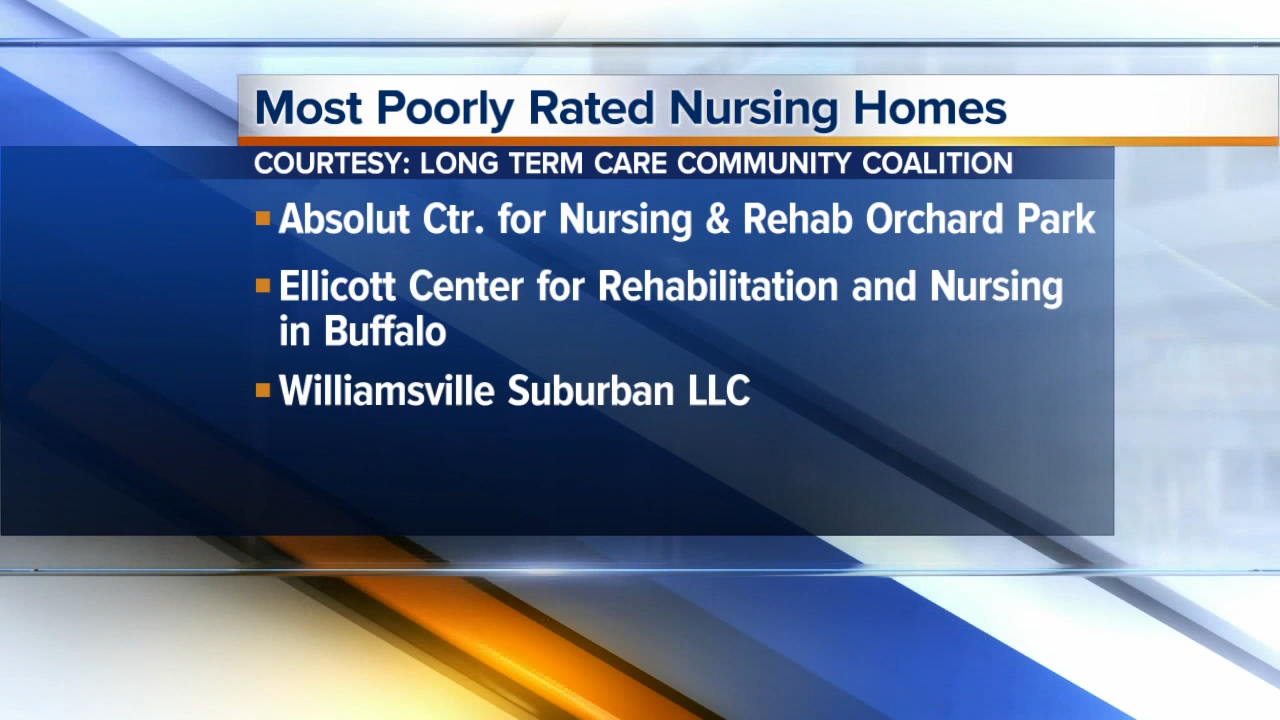 Most Poorly Rated Nursing Homes
COURTESY: LONG TERM CARE COMMUNITY COALITION
Absolut Ctr. for Nursing & Rehab Orchard Park
Ellicott Center for Rehabilitation and Nursing
in Buffalo
Williamsville Suburban LLC